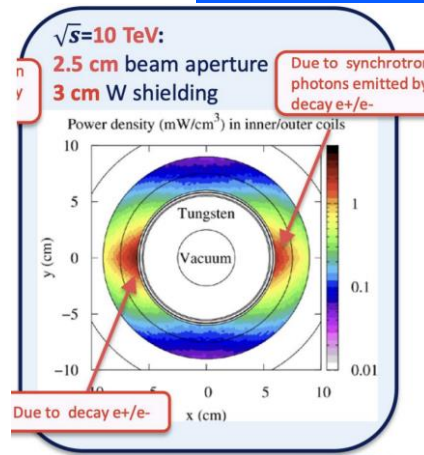 √s=10 TeV:
2.5 cm beam aperture
3 cm W shielding
n
y
Due to synchrotron
photons emitted by
decay e+/e-
Power density (mW/cm³) in inner/outer coils
10
5
0
−5
−10
y (cm)
Tungsten
Vacuum
1
0.1
0.01
5
0
5
10
x (cm)
Due to decay e+/e-